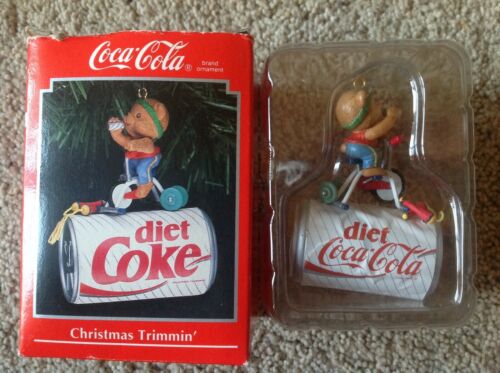 Coca-Cola ®
brand
ornament
diet
Coke
Christmas Trimmin'
diet
Coca-Cola